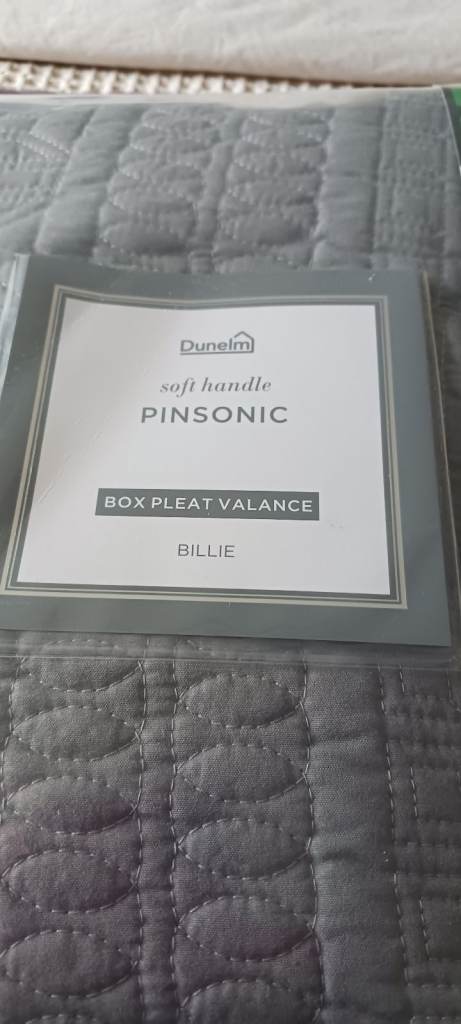 Dunelm
soft handle
PINSONIC
BOX PLEAT VALANCE
BILLIE